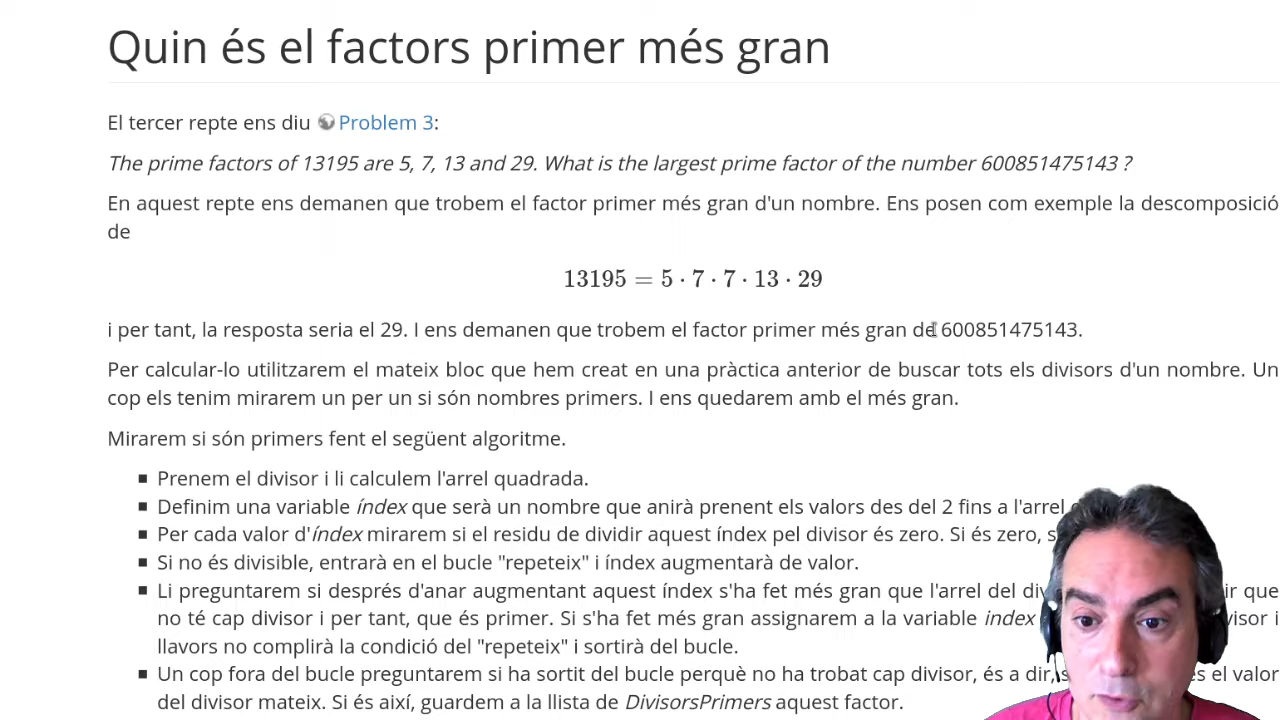 Quin és el factors primer més gran
El tercer repte ens diu Problem 3:
The prime factors of 13195 are 5, 7, 13 and 29. What is the largest prime factor of the number 600851475143 ?
En aquest repte ens demanen que trobem el factor primer més gran d'un nombre. Ens posen com exemple la descomposició
de
13195 = 5 · 7 · 7 · 13 · 29
i per tant, la resposta seria el 29. I ens demanen que trobem el factor primer més gran de 600851475143.
Per calcular-lo utilitzarem el mateix bloc que hem creat en una pràctica anterior de buscar tots els divisors d'un nombre. Un
cop els tenim mirarem un per un si són nombres primers. I ens quedarem amb el més gran.
Mirarem si són primers fent el següent algoritme.
Prenem el divisor i li calculem l'arrel quadrada.
Definim una variable índex que serà un nombre que anirà prenent els valors des del 2 fins a l'arrel
Per cada valor d'índex mirarem si el residu de dividir aquest índex pel divisor és zero. Si és zero,
Si no és divisible, entrarà en el bucle "repeteix" i índex augmentarà de valor.
Li preguntarem si després d'anar augmentant aquest índex s'ha fet més gran que l'arrel del que
no té cap divisor i per tant, que és primer. Si s'ha fet més gran assignarem a la variable index i
llavors no complirà la condició del "repeteix" i sortirà del bucle.
Un cop fora del bucle preguntarem si ha sortit del bucle perquè no ha trobat cap divisor, és a dir, el valor
del divisor mateix. Si és així, guardem a la llista de DivisorsPrimers aquest factor.